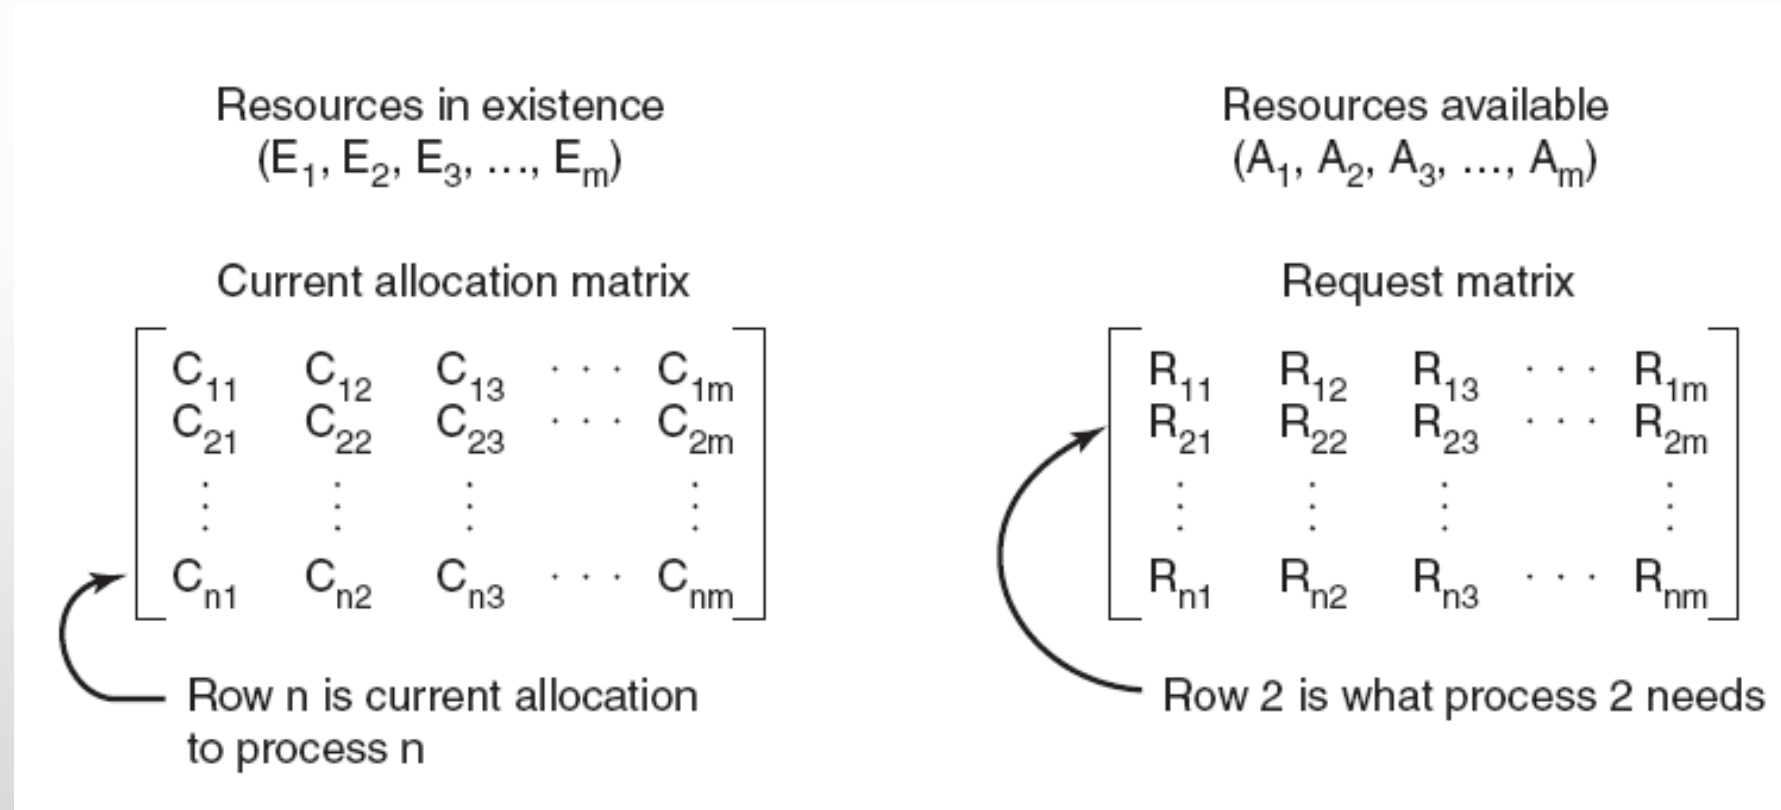 Resources in existence
(E₁, E₂, E₃, ..., Eₘ)
Resources available
(A₁, A₂, A₃, ..., Aₘ)
Current allocation matrix
C₁₁ C₁₂ C₁₃ · · · C₁ₘ
C₂₁ C₂₂ C₂₃ · · · C₂ₘ
Cₙ₁ Cₙ₂ Cₙ₃ · · · Cₙₘ
Row n is current allocation
to process n
Request matrix
R₁₁ R₁₂ R₁₃ · · · R₁ₘ
R₂₁ R₂₂ R₂₃ · · · R₂ₘ
Rₙ₁ Rₙ₂ Rₙ₃ · · · Rₙₘ
Row 2 is what process 2 needs